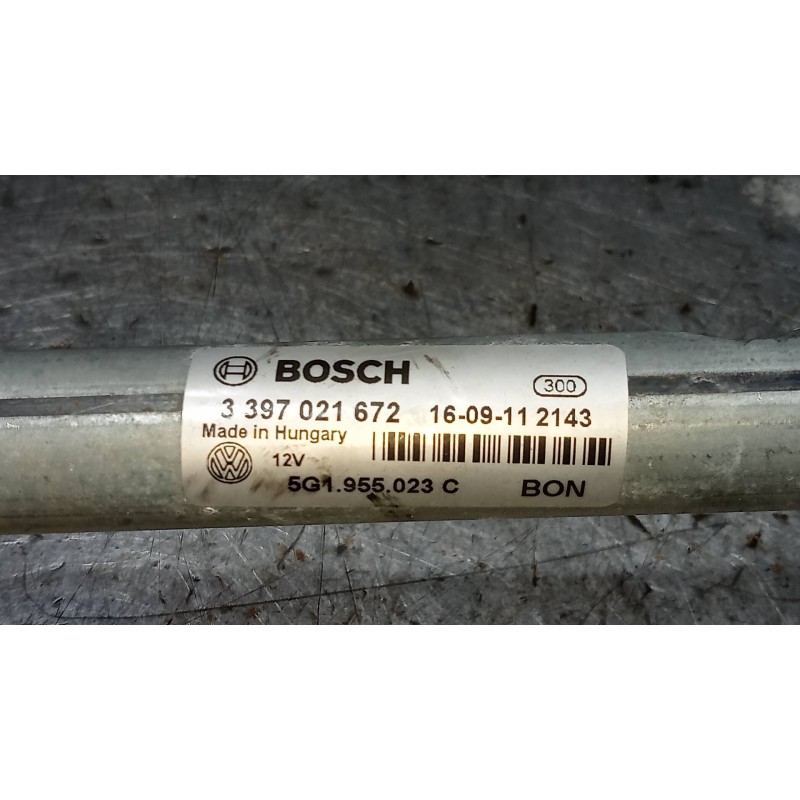 BOSCH
300
3 397 021 672 16-09-11 2143
Made in Hungary
12V
5G1.955.023 C BON